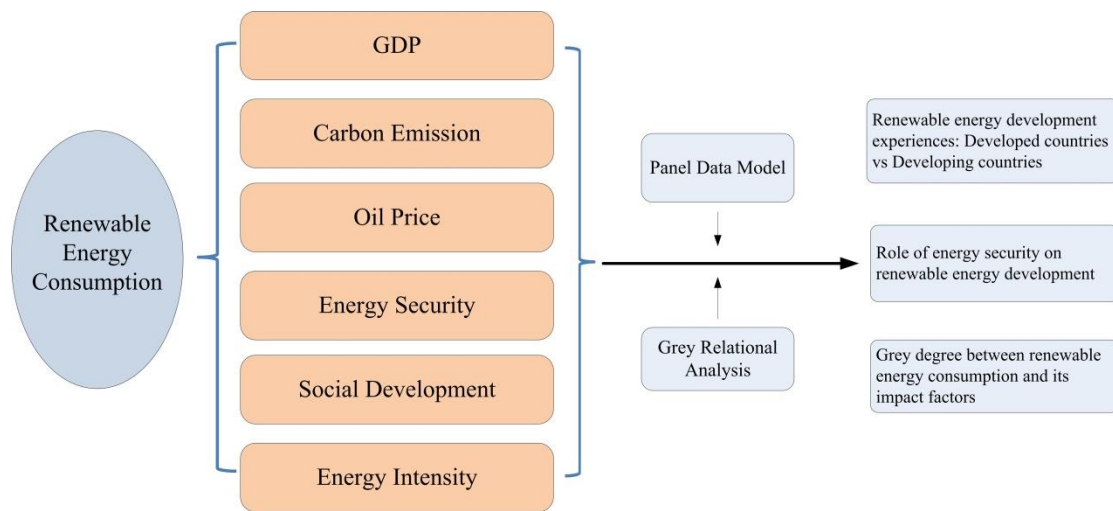 Renewable
Energy
Consumption
GDP
Carbon Emission
Oil Price
Energy Security
Social Development
Energy Intensity
Panel Data Model
Grey Relational
Analysis
Renewable energy development
experiences: Developed countries
vs Developing countries
Role of energy security on
renewable energy development
Grey degree between renewable
energy consumption and its
impact factors